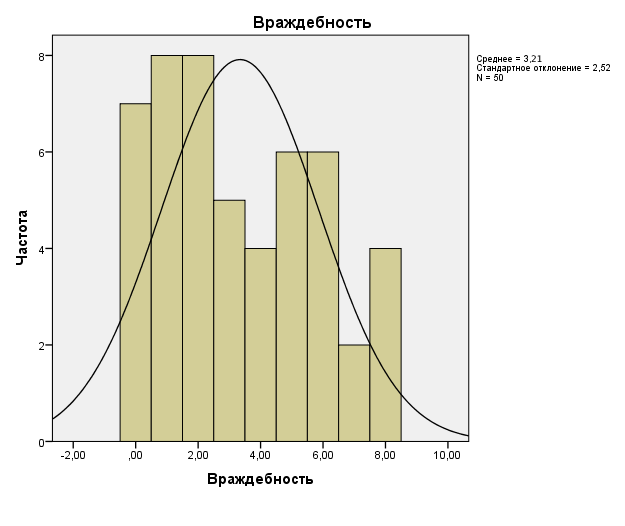 Враждебность
Среднее = 3,21
Стандартное отклонение = 2,52
N = 50
Частота
8
6
4
2
0
-2,00 ,00 2,00 4,00 6,00 8,00 10,00
Враждебность